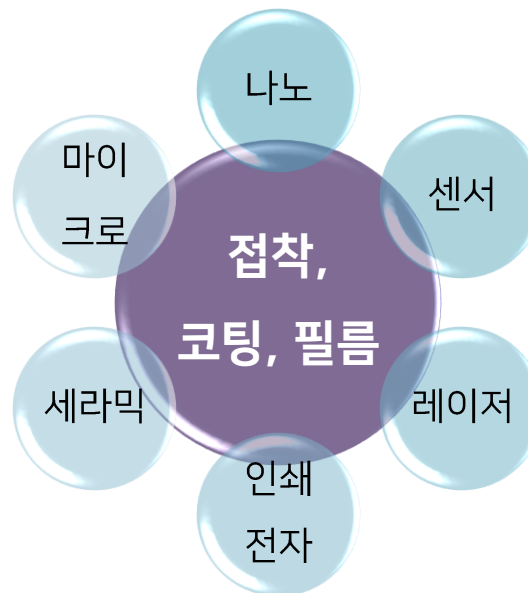 나노
마이
크로
센서
접착,
코팅, 필름
세라믹
레이저
인쇄
전자